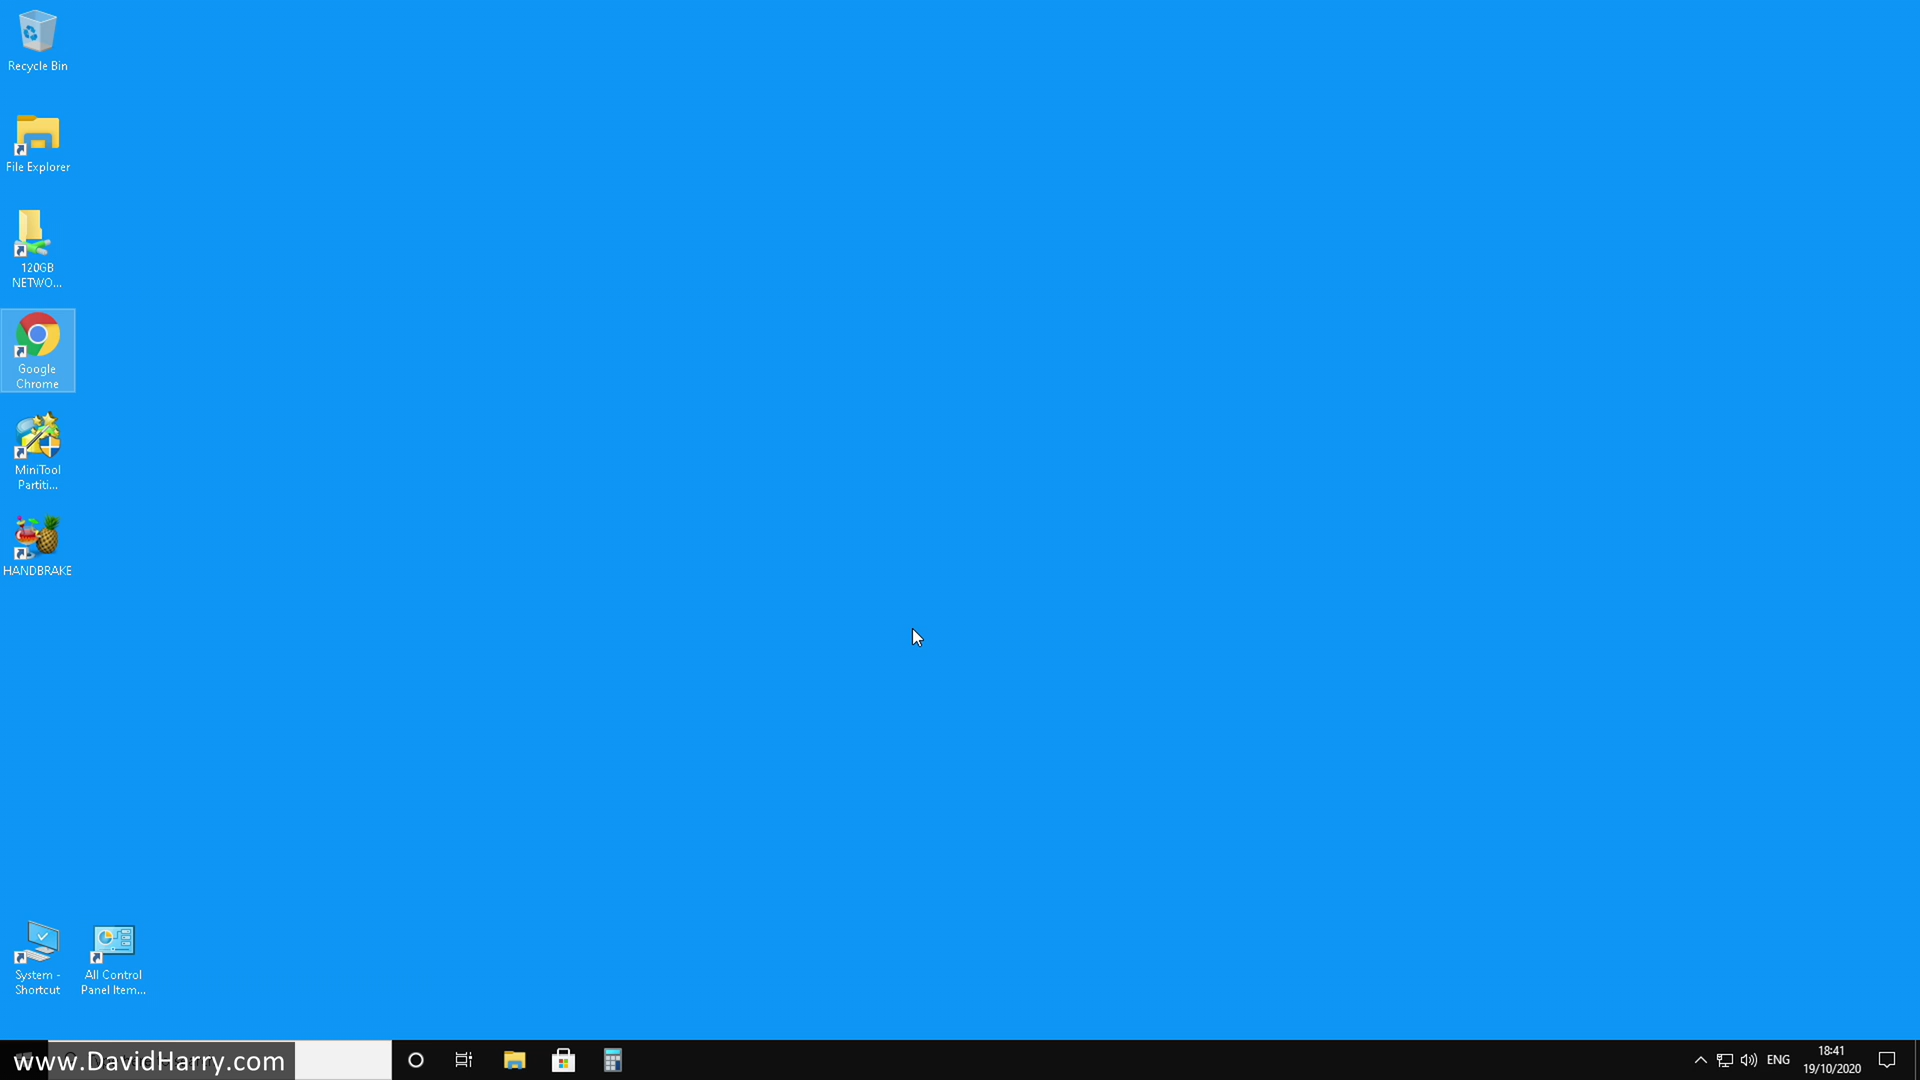 Recycle Bin
File Explorer
120GB
NETWO...
Google
Chrome
MiniTool
Partiti...
HANDBRAKE
System -
Shortcut
All Control
Panel Item...
www.DavidHarry.com
ENG
18:41
19/10/2020